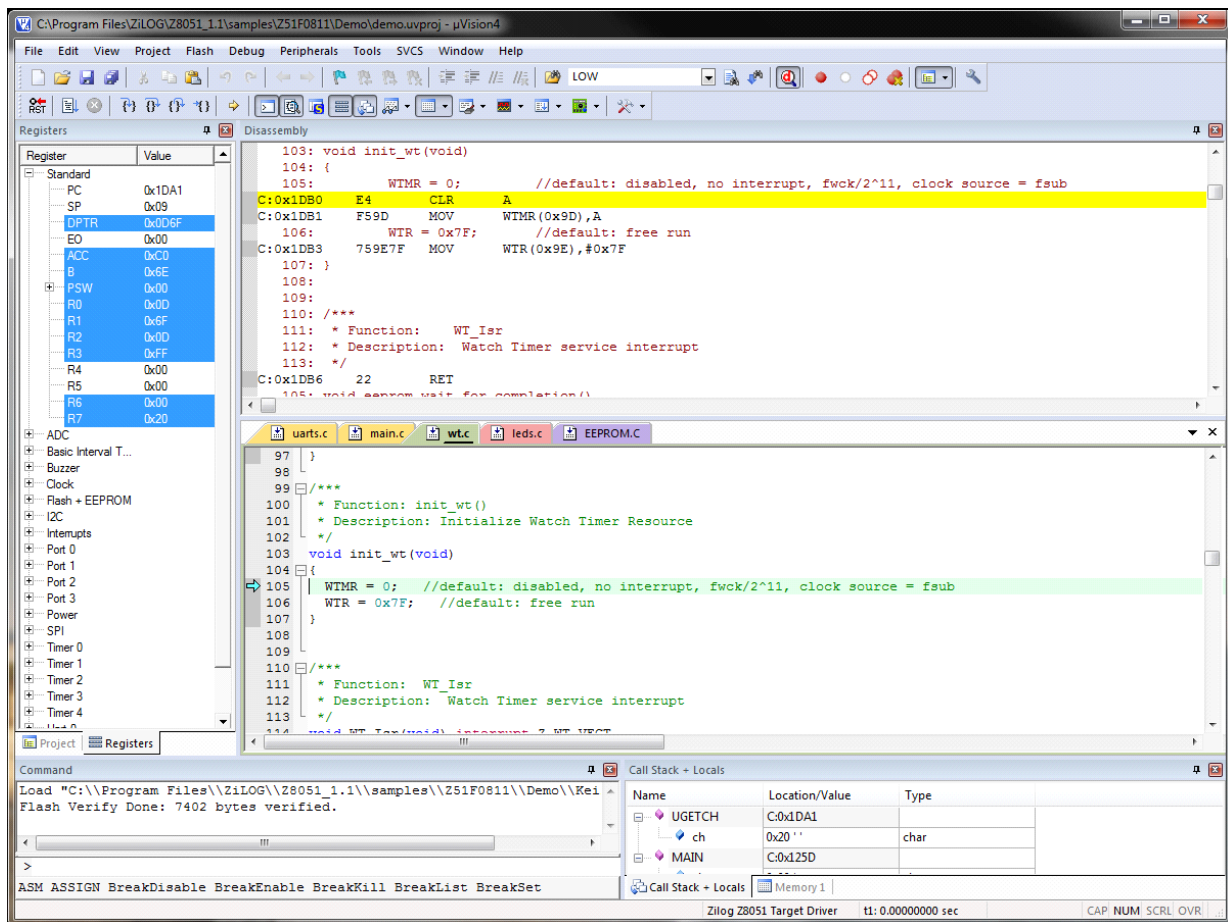 C:\Program Files\ZiLOG\Z8051_1.1\samples\Z51F0811\Demo\demo.uvproj - µVision4
File Edit View Project Flash Debug Peripherals Tools SVCS Window Help
LOW
RST
Registers
Register Value
Standard
PC 0x1DA1
SP 0x09
DPTR 0x0D6F
EO 0x00
ACC 0xC0
B 0x6E
PSW 0x00
R0 0x0D
R1 0x6F
R2 0x0D
R3 0xFF
R4 0x00
R5 0x00
R6 0x00
R7 0x20
ADC
Basic Interval T...
Buzzer
Clock
Flash + EEPROM
I2C
Interrupts
Port 0
Port 1
Port 2
Port 3
Power
SPI
Timer 0
Timer 1
Timer 2
Timer 3
Timer 4
Project Registers
Disassembly
103: void init_wt(void)
104: {
105: WTMR = 0; //default: disabled, no interrupt, fwck/2^11, clock source = fsub
C:0x1DB0 E4 CLR A
C:0x1DB1 F59D MOV WTMR(0x9D),A
106: WTR = 0x7F; //default: free run
C:0x1DB3 759E7F MOV WTR(0x9E),#0x7F
107: }
108:
109:
110: /***
111: * Function: WT_Isr
112: * Description: Watch Timer service interrupt
113: */
C:0x1DB6 22 RET
105: void eeprom_wait_for_completion()
uarts.c main.c wt.c leds.c EEPROM.C
97 }
98
99 /***
100 * Function: init_wt()
101 * Description: Initialize Watch Timer Resource
102 */
103 void init_wt(void)
104 {
105 WTMR = 0; //default: disabled, no interrupt, fwck/2^11, clock source = fsub
106 WTR = 0x7F; //default: free run
107 }
108
109
110 /***
111 * Function: WT_Isr
112 * Description: Watch Timer service interrupt
113 */
114 void WT_Isr(void) interrupt Z_WT_VECT
Command
Load "C:\\Program Files\\ZiLOG\\Z8051_1.1\\samples\\Z51F0811\\Demo\\Kei
Flash Verify Done: 7402 bytes verified.
>
ASM ASSIGN BreakDisable BreakEnable BreakKill BreakList BreakSet
Call Stack + Locals
Name Location/Value Type
UGETCH C:0x1DA1
ch 0x20 ' ' char
MAIN C:0x125D
Call Stack + Locals Memory 1
Zilog Z8051 Target Driver t1: 0.00000000 sec CAP NUM SCRL OVR